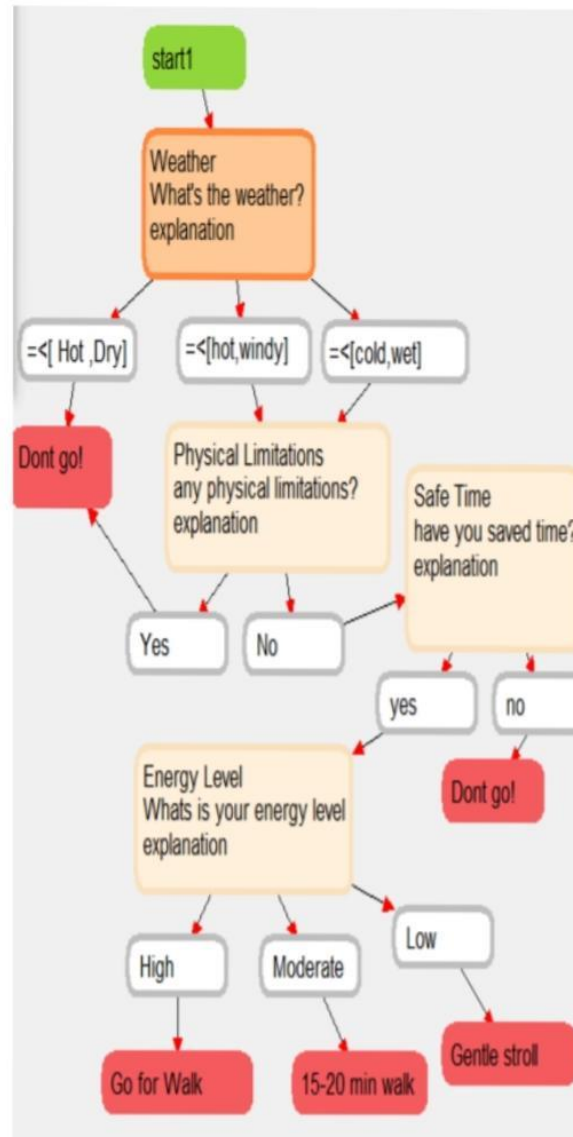 start1
Weather
What's the weather?
explanation
=<[ Hot ,Dry]
=<[hot,windy]
=<[cold,wet]
Dont go!
Physical Limitations
any physical limitations?
explanation
Safe Time
have you saved time?
explanation
Yes
No
yes
no
Energy Level
Whats is your energy level
explanation
Dont go!
High
Moderate
Low
Go for Walk
15-20 min walk
Gentle stroll